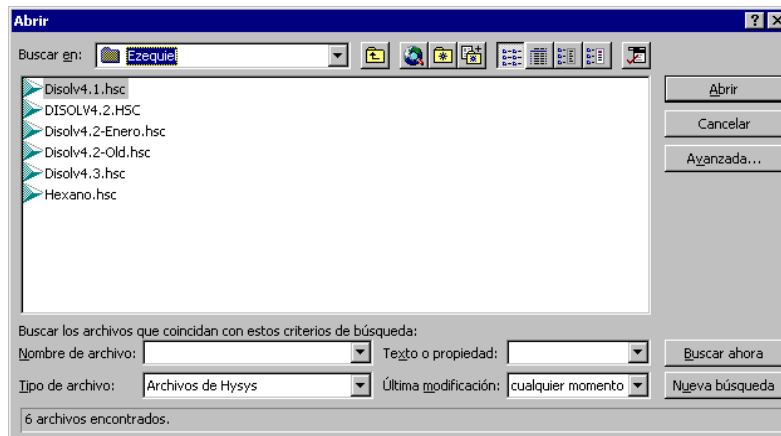 Abrir
Buscar en: Ezequiel
Disolv4.1.hsc
DISOLV4.2.HSC
Disolv4.2-Enero.hsc
Disolv4.2-Old.hsc
Disolv4.3.hsc
Hexano.hsc
Abrir
Cancelar
Avanzada...
Buscar los archivos que coincidan con estos criterios de búsqueda:
Nombre de archivo: Texto o propiedad: Buscar ahora
Tipo de archivo: Archivos de Hysys Última modificación: cualquier momento Nueva búsqueda
6 archivos encontrados.